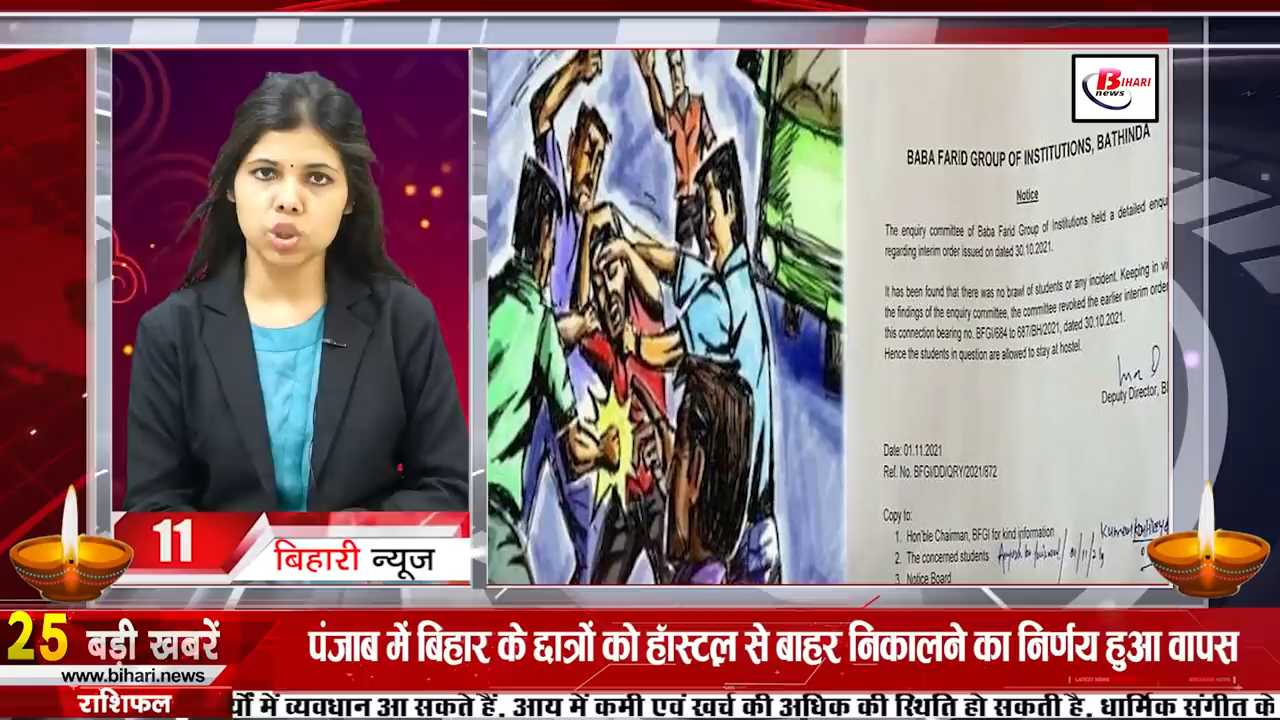 BIHARI
news
BABA FARID GROUP OF INSTITUTIONS, BATHINDA
Notice
The enquiry committee of Baba Farid Group of Institutions held a detailed enqu
regarding interim order issued on dated 30.10.2021.
It has been found that there was no brawl of students or any incident. Keeping in vi
the findings of the enquiry committee, the committee revoked the earlier interim order
this connection bearing no. BFGI/684 to 687/BH/2021, dated 30.10.2021.
Hence the students in question are allowed to stay at hostel.
Deputy Director, B
Date: 01.11.2021
Ref. No. BFGI/DD/QRY/2021/872
Copy to:
1. Hon'ble Chairman, BFGI for kind information
2. The concerned students
3. Notice Board
11
बिहारी न्यूज
25 बड़ी खबरें
www.bihari.news
पंजाब में बिहार के छात्रों को हॉस्टल से बाहर निकालने का निर्णय हुआ वापस
LATEST NEWS
BREAKING NEWS
राशिफल
र्यों में व्यवधान आ सकते हैं. आय में कमी एवं खर्च की अधिक की स्थिति हो सकती है. धार्मिक संगीत के